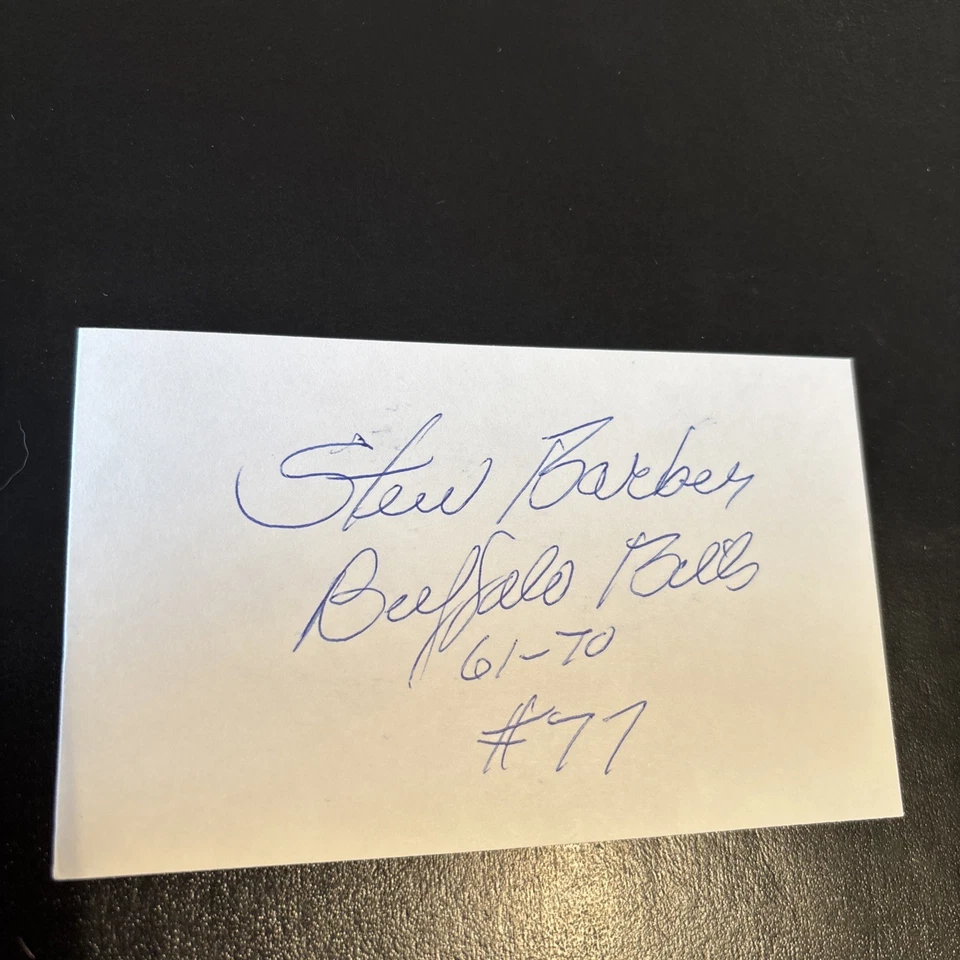 Stew Barber
Buffalo Bills
61-70
#77